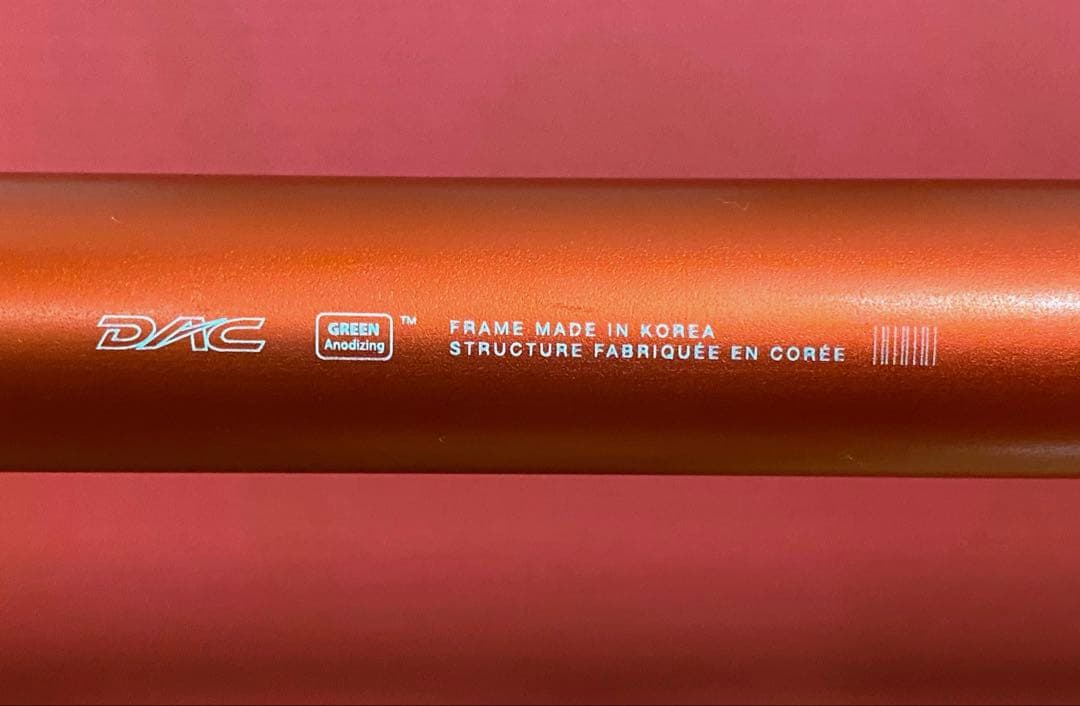 DAC
GREEN
Anodizing
™
FRAME MADE IN KOREA
STRUCTURE FABRIQUÉE EN CORÉE